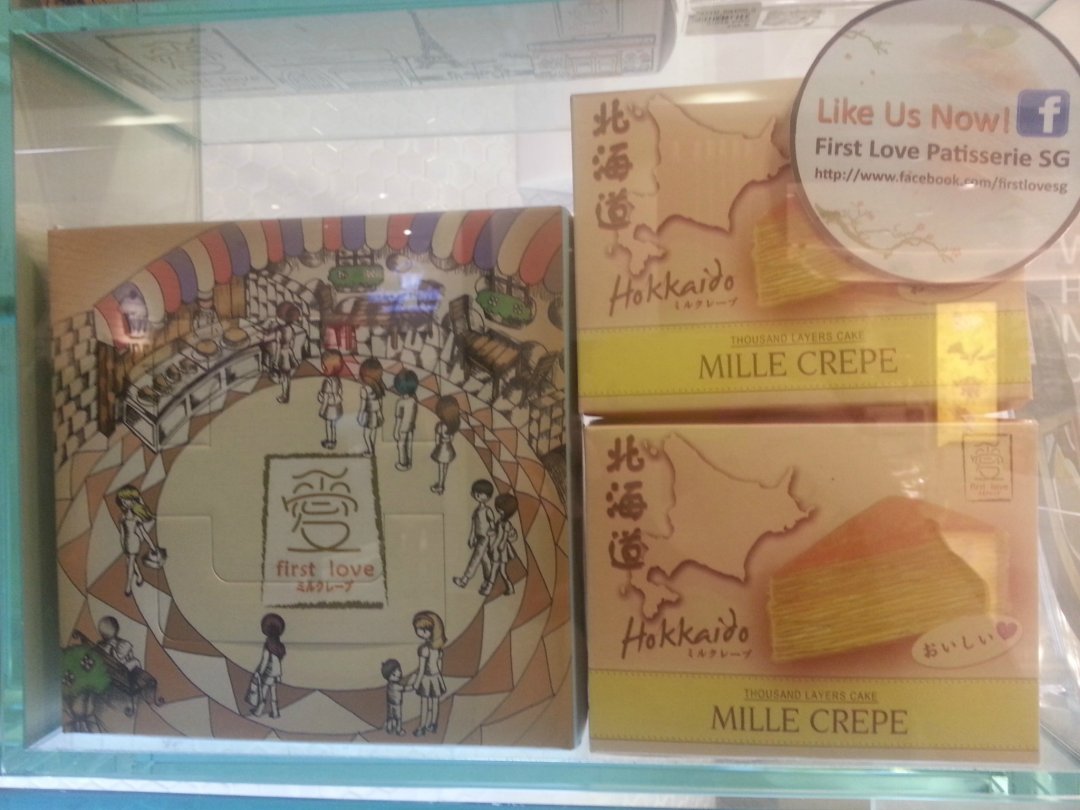 Like Us Now!
First Love Patisserie SG
http://www.facebook.com/firstlovesg
北海道
Hokkaido
ミルクレープ
THOUSAND LAYERS CAKE
MILLE CREPE
first love
ミルクレープ
北海道
Hokkaido
ミルクレープ
first love
おいしい
THOUSAND LAYERS CAKE
MILLE CREPE